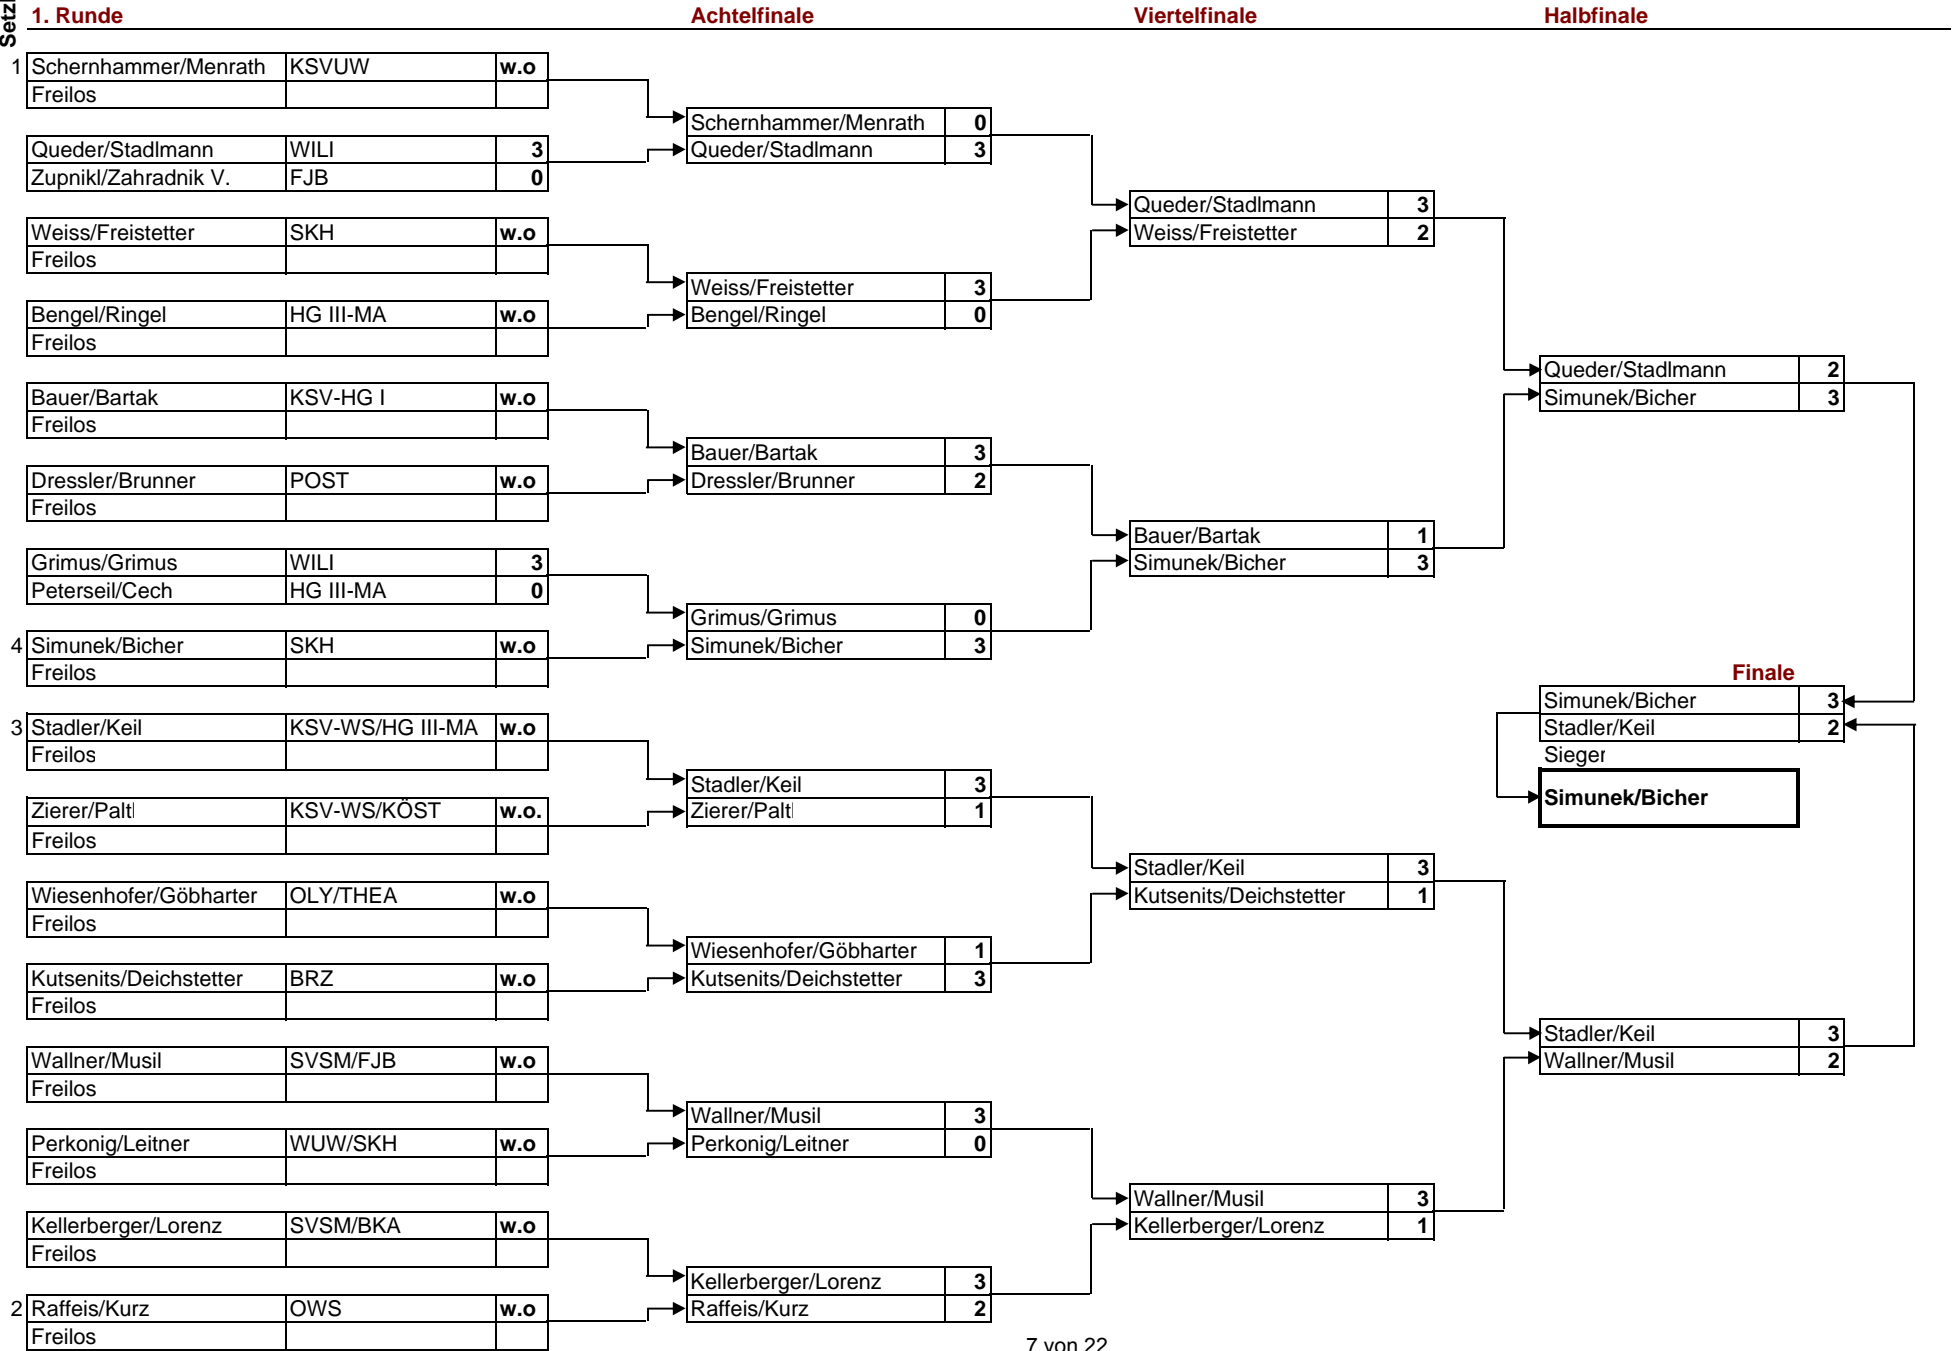 1. Runde Achtelfinale Viertelfinale Halbfinale
1 Schernhammer/Menrath KSVUW w.o
Freilos
Schernhammer/Menrath 0
Queder/Stadlmann WILI 3
Queder/Stadlmann 3
Zupnikl/Zahradnik V. FJB 0
Queder/Stadlmann 3
Weiss/Freistetter SKH w.o
Weiss/Freistetter 2
Freilos
Weiss/Freistetter 3
Bengel/Ringel HG III-MA w.o
Bengel/Ringel 0
Freilos
Queder/Stadlmann 2
Bauer/Bartak KSV-HG I w.o
Simunek/Bicher 3
Freilos
Bauer/Bartak 3
Dressler/Brunner POST w.o
Dressler/Brunner 2
Freilos
Bauer/Bartak 1
Grimus/Grimus WILI 3
Simunek/Bicher 3
Peterseil/Cech HG III-MA 0
Grimus/Grimus 0
4 Simunek/Bicher SKH w.o
Simunek/Bicher 3
Freilos
Finale
Simunek/Bicher 3
3 Stadler/Keil KSV-WS/HG III-MA w.o
Stadler/Keil 2
Freilos
Sieger
Stadler/Keil 3
Simunek/Bicher
Zierer/Paltl KSV-WS/KÖST w.o.
Zierer/Paltl 1
Freilos
Stadler/Keil 3
Wiesenhofer/Göbharter OLY/THEA w.o
Kutsenits/Deichstetter 1
Freilos
Wiesenhofer/Göbharter 1
Kutsenits/Deichstetter BRZ w.o
Kutsenits/Deichstetter 3
Freilos
Stadler/Keil 3
Wallner/Musil SVSM/FJB w.o
Wallner/Musil 2
Freilos
Wallner/Musil 3
Perkonig/Leitner WUW/SKH w.o
Perkonig/Leitner 0
Freilos
Wallner/Musil 3
Kellerberger/Lorenz SVSM/BKA w.o
Kellerberger/Lorenz 1
Freilos
Kellerberger/Lorenz 3
2 Raffeis/Kurz OWS w.o
Raffeis/Kurz 2
Freilos
7 von 22